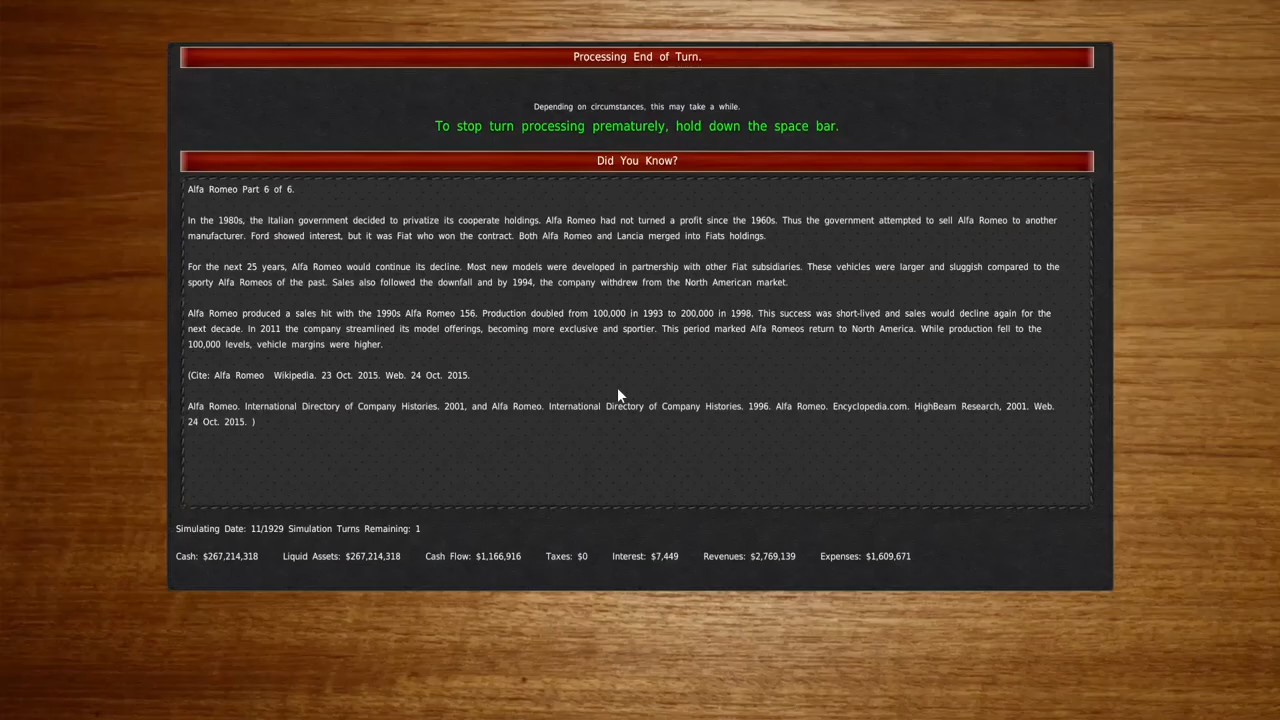 Processing End of Turn.
Depending on circumstances, this may take a while.
To stop turn processing prematurely, hold down the space bar.
Did You Know?
Alfa Romeo Part 6 of 6.
In the 1980s, the Italian government decided to privatize its cooperate holdings. Alfa Romeo had not turned a profit since the 1960s. Thus the government attempted to sell Alfa Romeo to another
manufacturer. Ford showed interest, but it was Fiat who won the contract. Both Alfa Romeo and Lancia merged into Fiats holdings.
For the next 25 years, Alfa Romeo would continue its decline. Most new models were developed in partnership with other Fiat subsidiaries. These vehicles were larger and sluggish compared to the
sporty Alfa Romeos of the past. Sales also followed the downfall and by 1994, the company withdrew from the North American market.
Alfa Romeo produced a sales hit with the 1990s Alfa Romeo 156. Production doubled from 100,000 in 1993 to 200,000 in 1998. This success was short-lived and sales would decline again for the
next decade. In 2011 the company streamlined its model offerings, becoming more exclusive and sportier. This period marked Alfa Romeos return to North America. While production fell to the
100,000 levels, vehicle margins were higher.
(Cite: Alfa Romeo  Wikipedia. 23 Oct. 2015. Web. 24 Oct. 2015.
Alfa Romeo. International Directory of Company Histories. 2001, and Alfa Romeo. International Directory of Company Histories. 1996. Alfa Romeo. Encyclopedia.com. HighBeam Research, 2001. Web.
24 Oct. 2015. )
Simulating Date: 11/1929 Simulation Turns Remaining: 1
Cash: $267,214,318 Liquid Assets: $267,214,318 Cash Flow: $1,166,916 Taxes: $0 Interest: $7,449 Revenues: $2,769,139 Expenses: $1,609,671